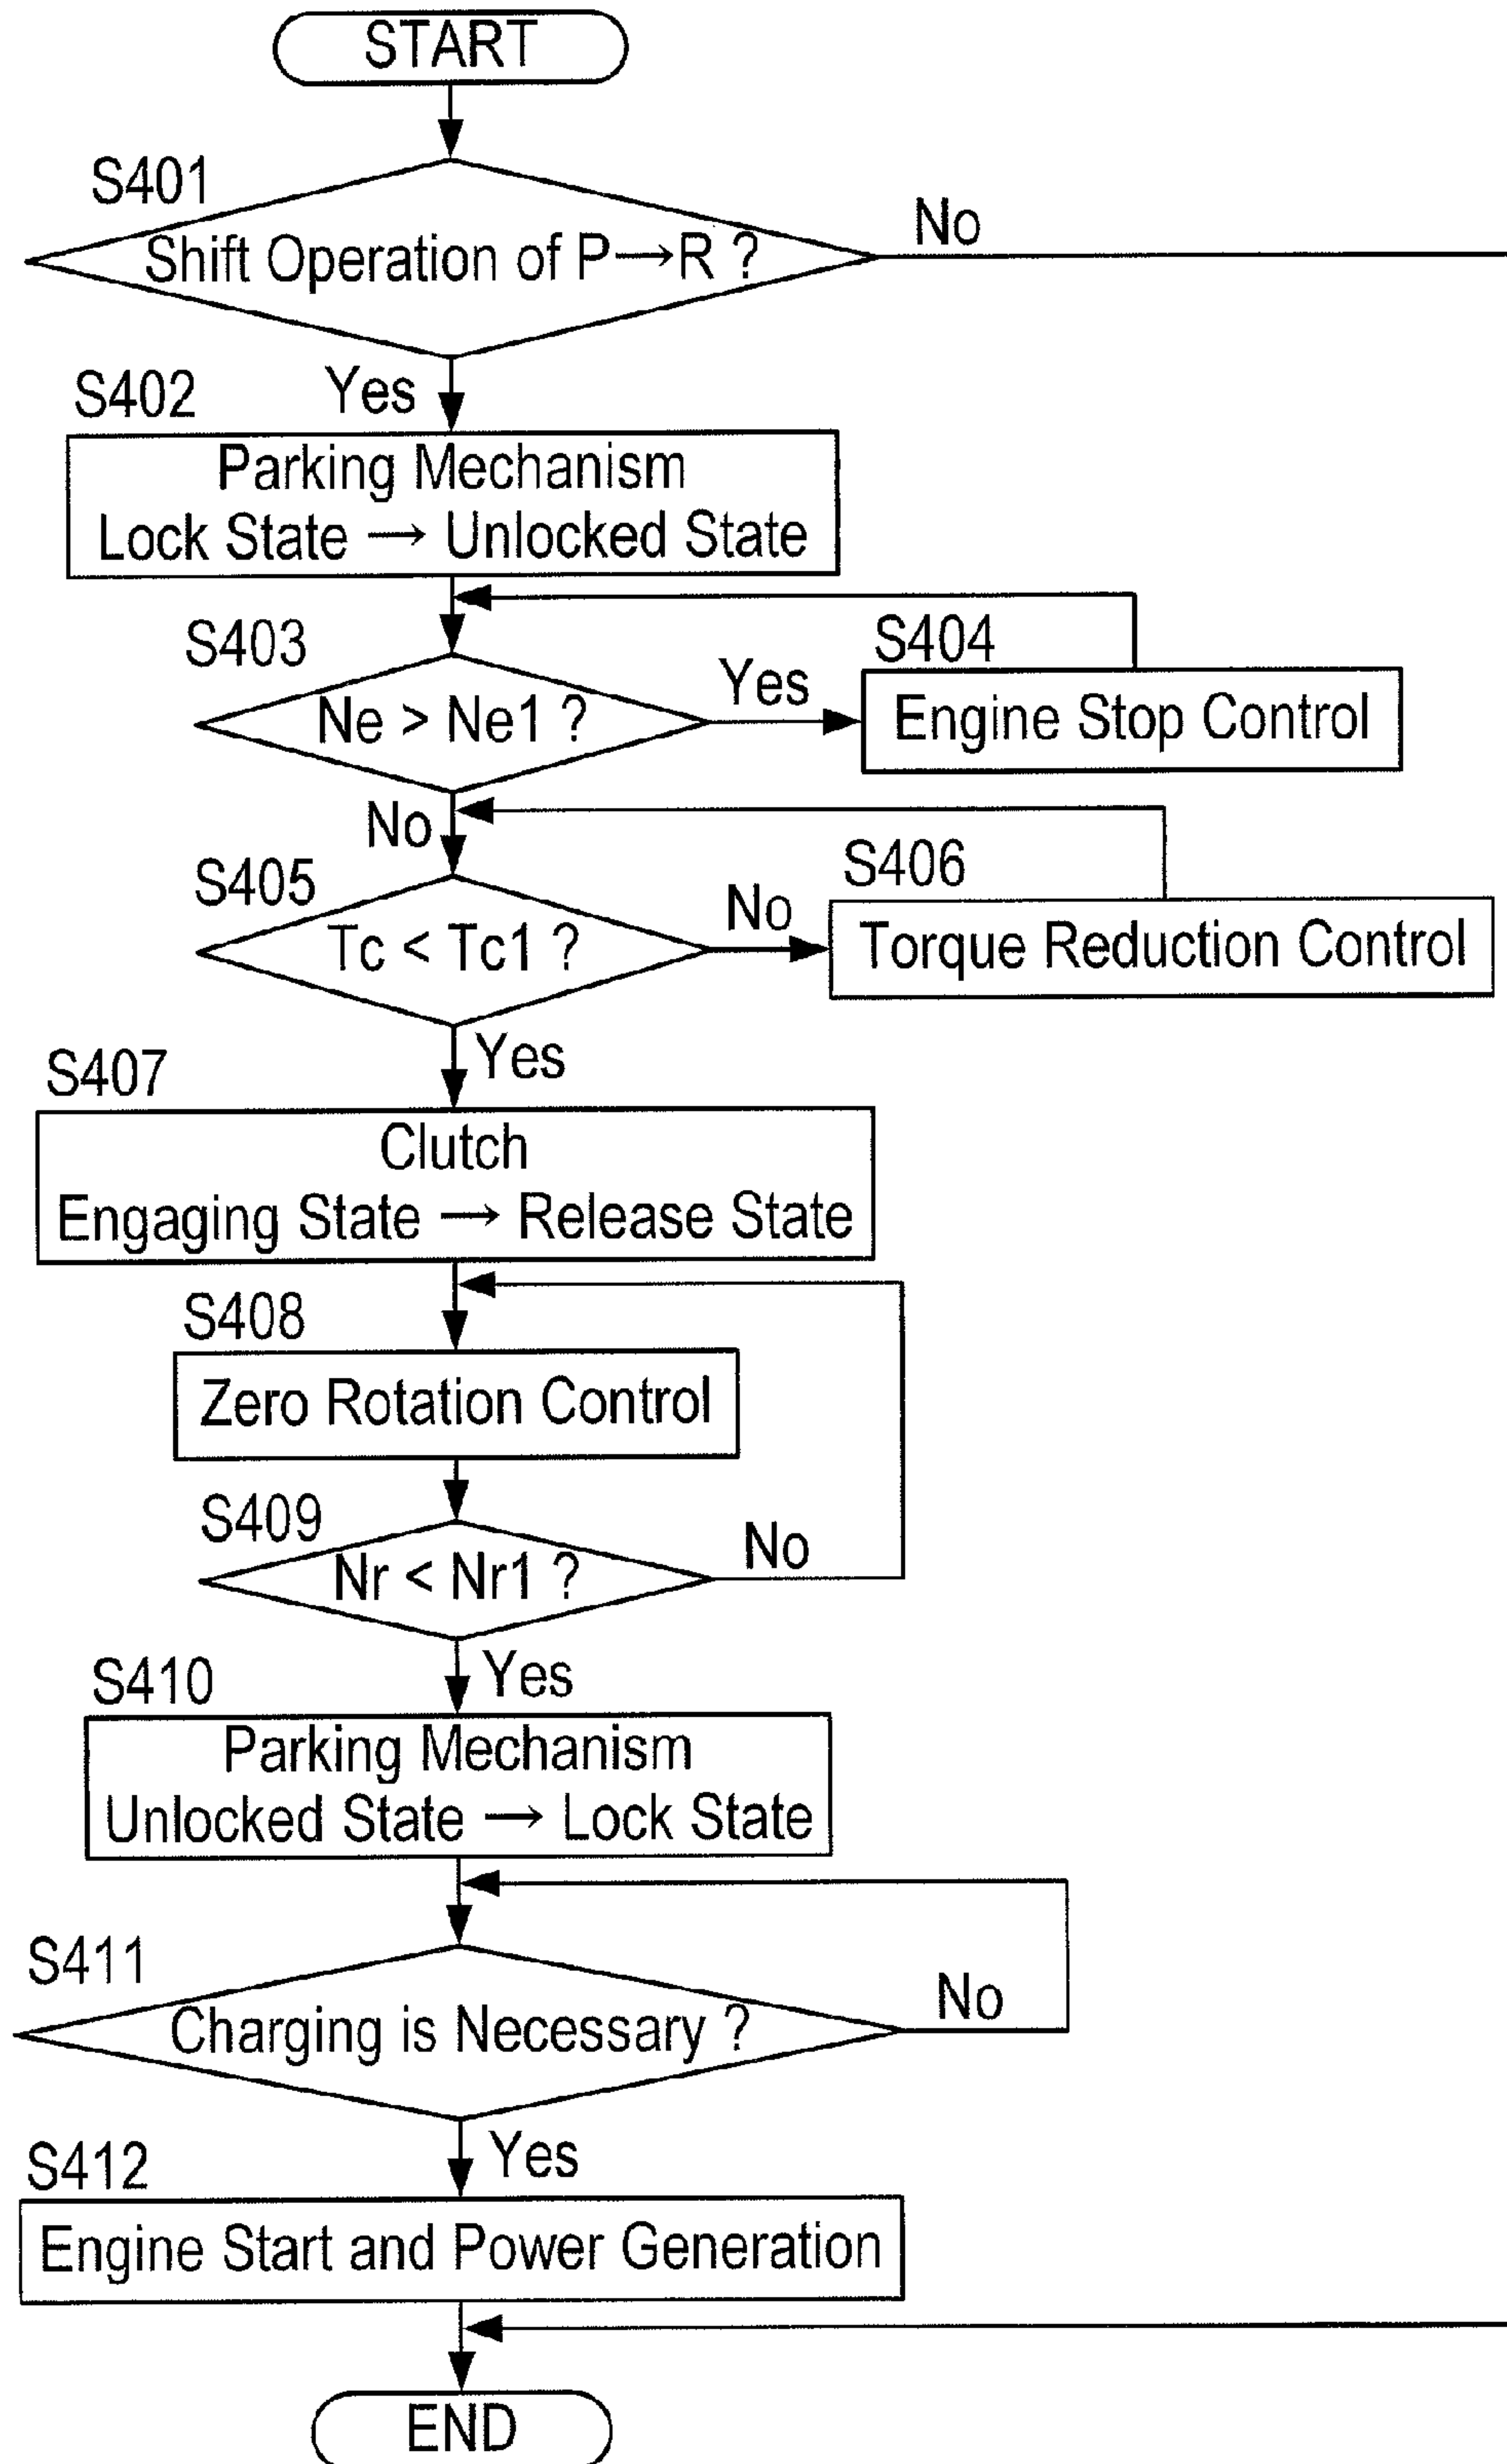 START
S401
Shift Operation of P→R ?
No
Yes
S402
Parking Mechanism
Lock State → Unlocked State
S403
Ne > Ne1 ?
Yes
S404
Engine Stop Control
No
S405
Tc < Tc1 ?
No
S406
Torque Reduction Control
Yes
S407
Clutch
Engaging State → Release State
S408
Zero Rotation Control
S409
Nr < Nr1 ?
No
Yes
S410
Parking Mechanism
Unlocked State → Lock State
S411
Charging is Necessary ?
No
Yes
S412
Engine Start and Power Generation
END